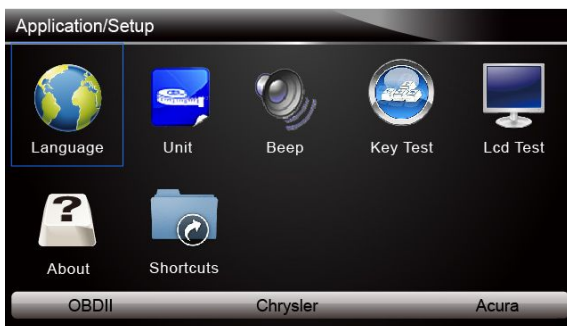 Application/Setup
Language Unit Beep Key Test Lcd Test
?
About Shortcuts
OBDII Chrysler Acura